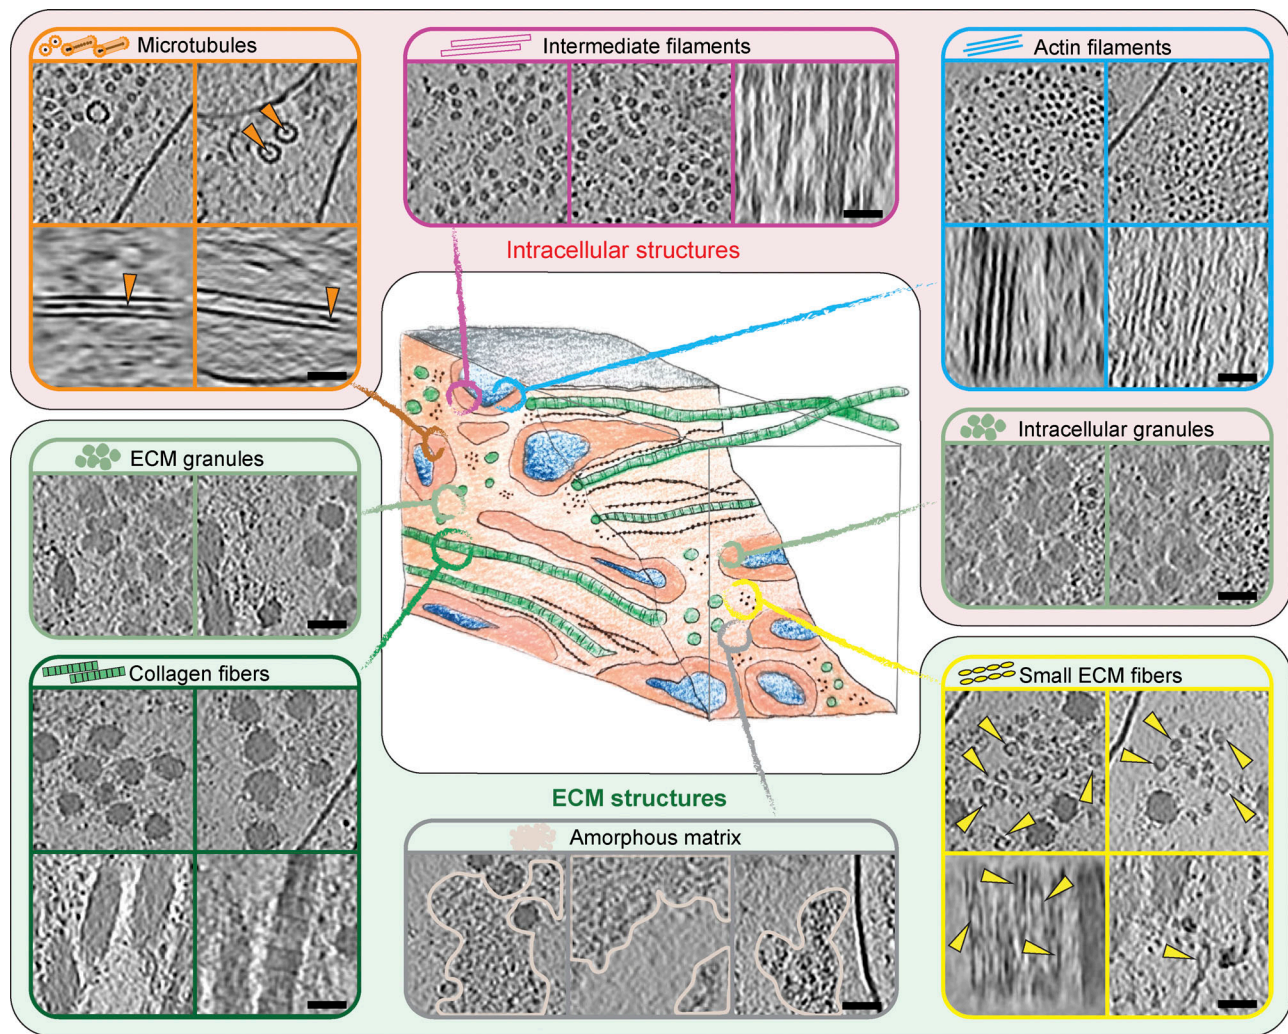 Microtubules
Intermediate filaments
Actin filaments
Intracellular structures
ECM granules
Intracellular granules
Collagen fibers
Small ECM fibers
ECM structures
Amorphous matrix